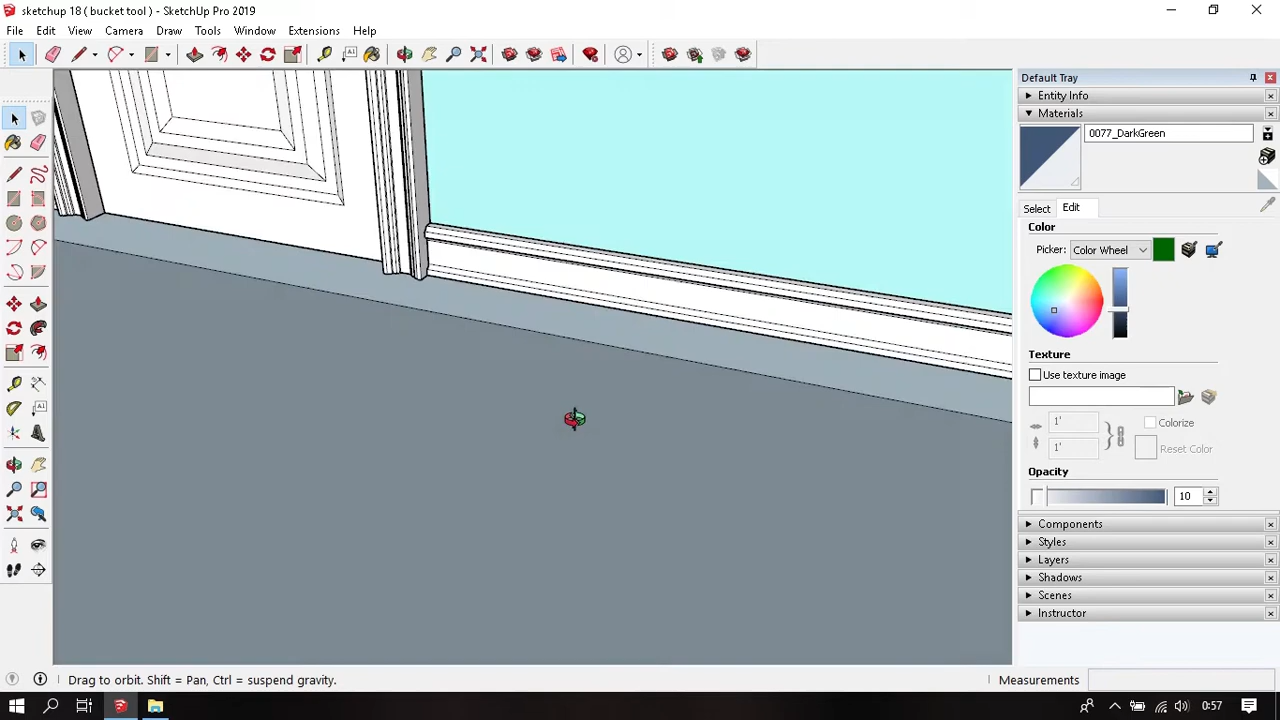 sketchup 18 ( bucket tool ) - SketchUp Pro 2019
File Edit View Camera Draw Tools Window Extensions Help
Default Tray
Entity Info
Materials
0077_DarkGreen
Select Edit
Color
Picker: Color Wheel
Texture
Use texture image
1' Colorize
1' Reset Color
Opacity
10
Components
Styles
Layers
Shadows
Scenes
Instructor
Drag to orbit. Shift = Pan, Ctrl = suspend gravity.
Measurements
0:57